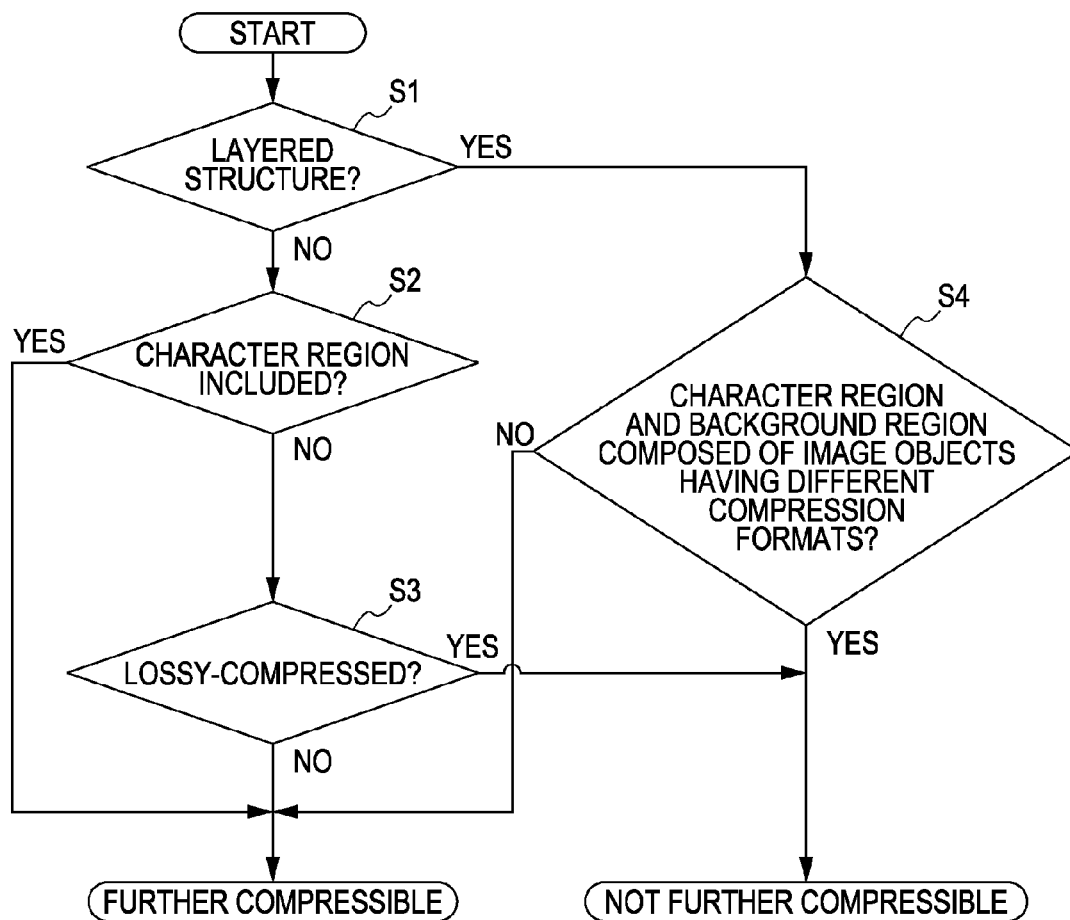 START
S1
LAYERED
STRUCTURE?
YES
NO
S2
YES
CHARACTER REGION
INCLUDED?
NO
S4
CHARACTER REGION
AND BACKGROUND REGION
COMPOSED OF IMAGE OBJECTS
HAVING DIFFERENT
COMPRESSION
FORMATS?
NO
YES
S3
LOSSY-COMPRESSED?
YES
NO
FURTHER COMPRESSIBLE
NOT FURTHER COMPRESSIBLE